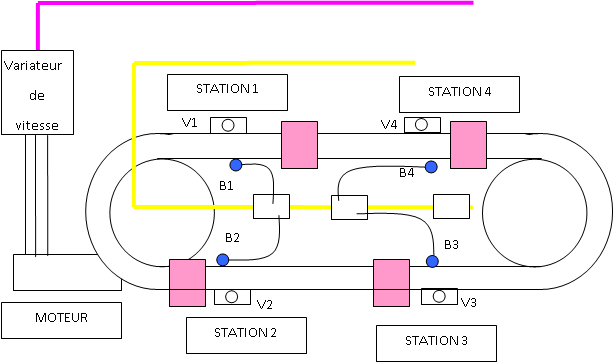 Variateur
de
vitesse
STATION 1
STATION 4
V1
V4
B1
B4
B2
B3
V2
V3
MOTEUR
STATION 2
STATION 3